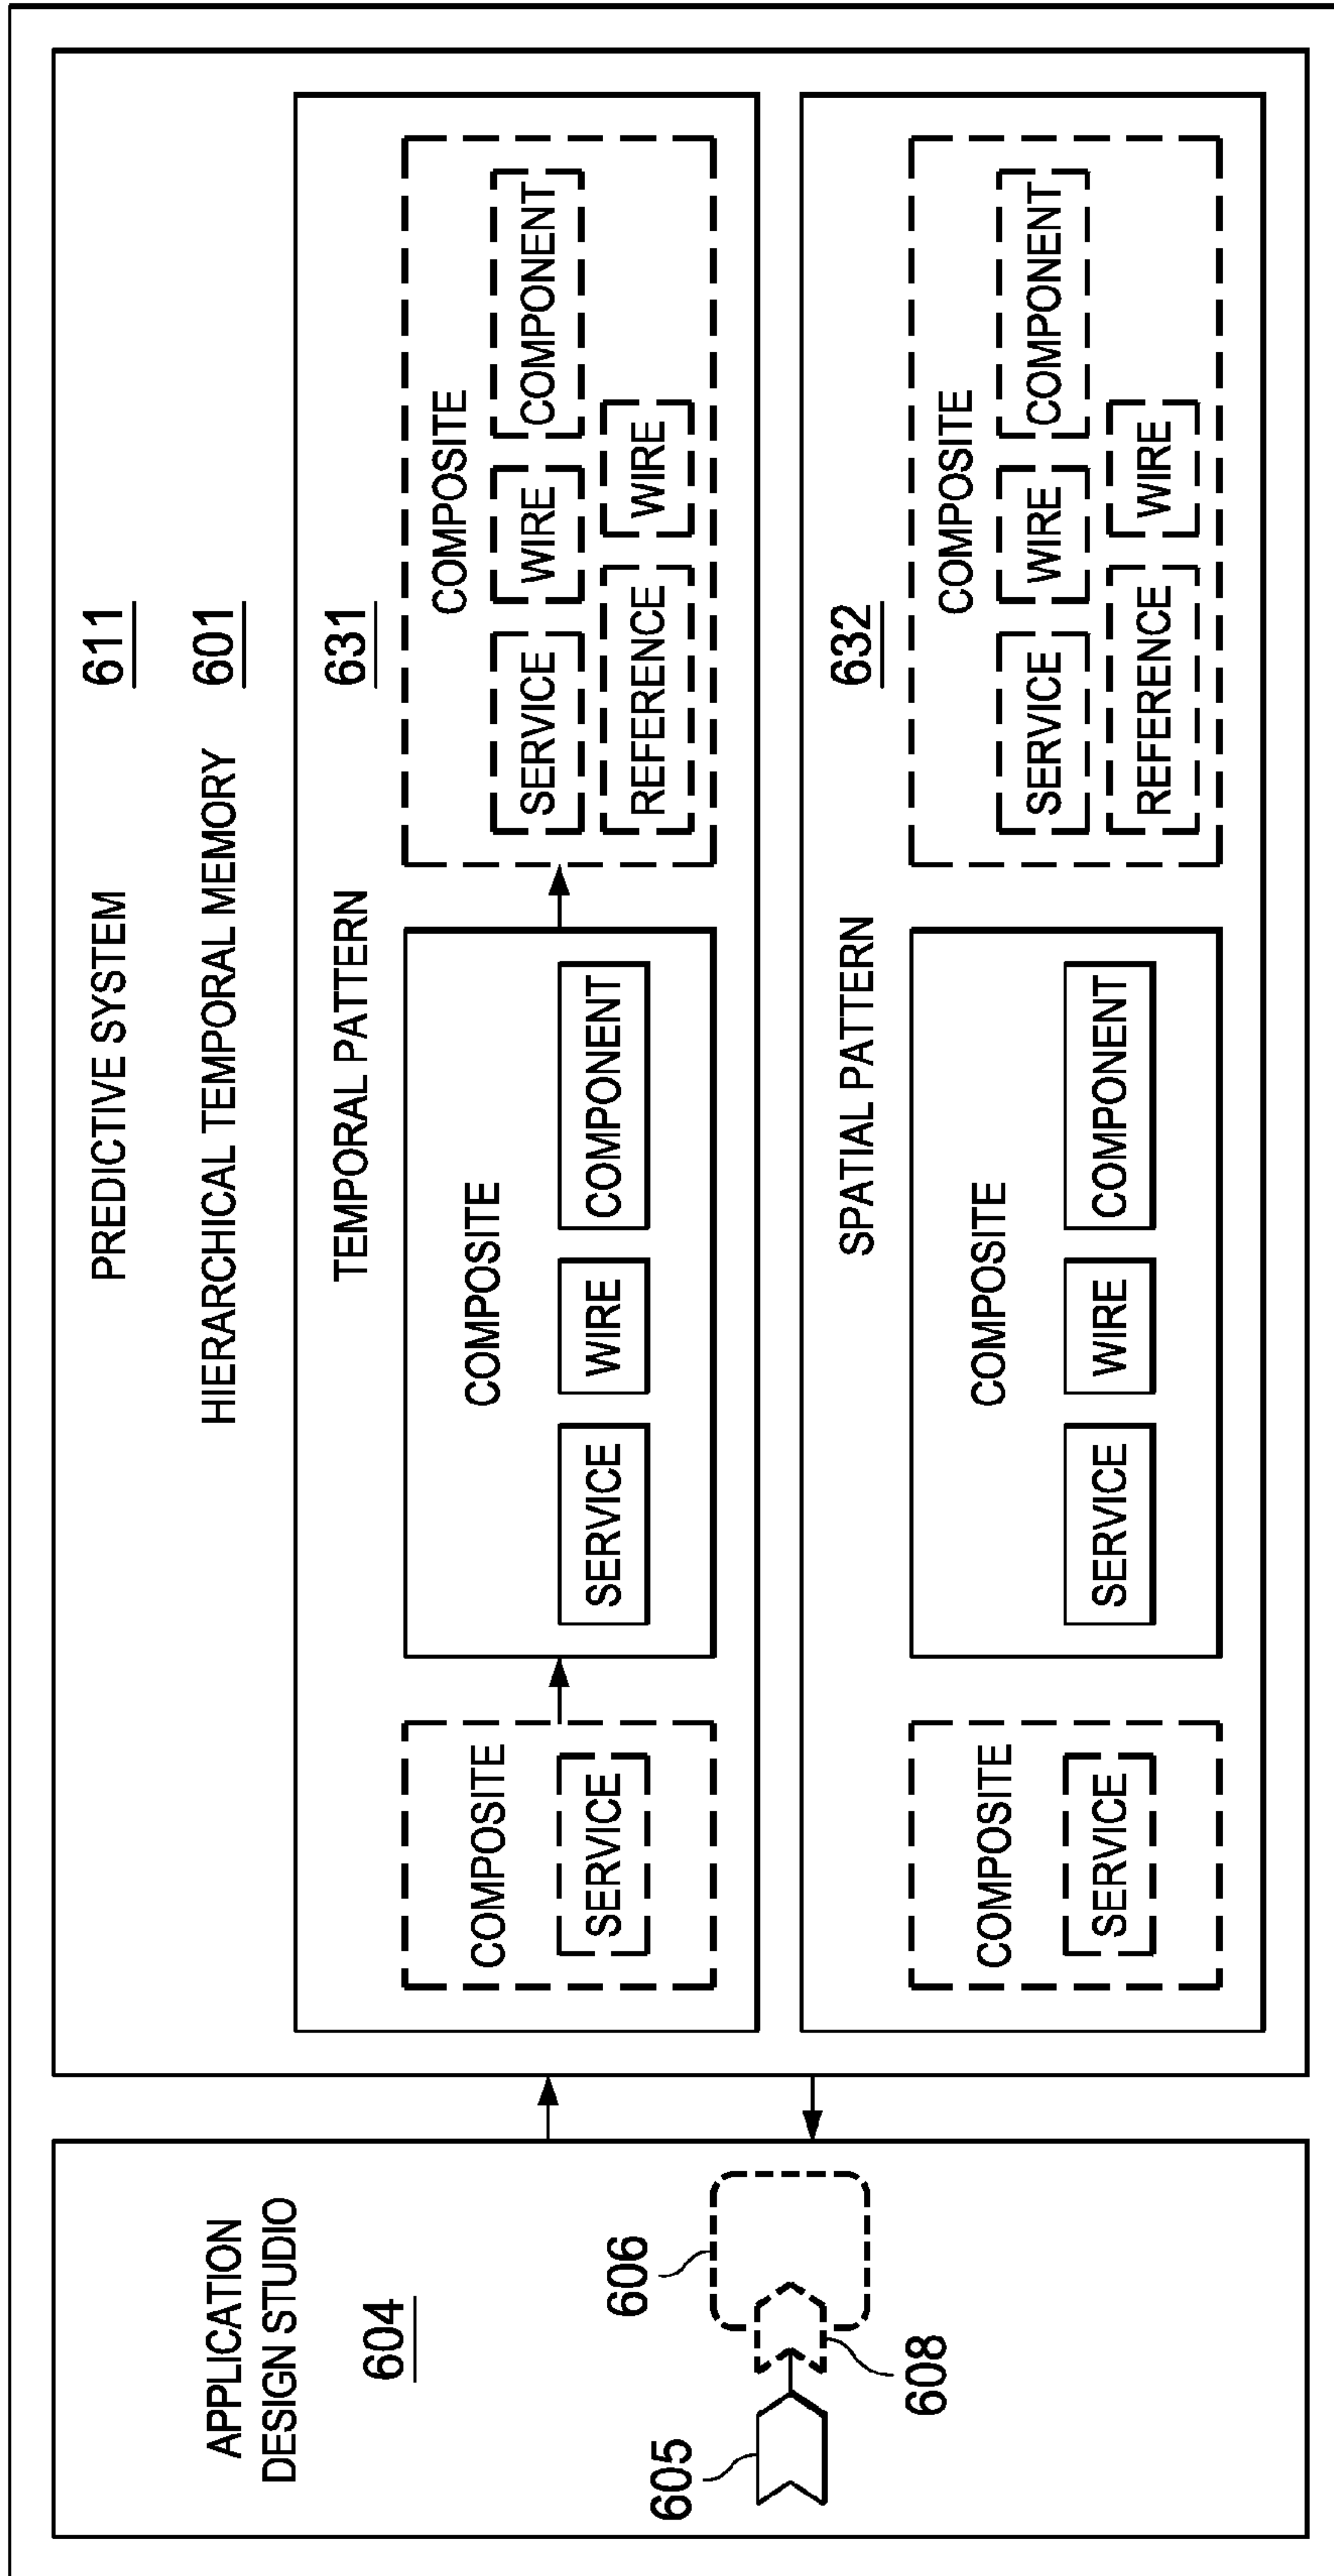 APPLICATION
DESIGN STUDIO
604
605
606
608
PREDICTIVE SYSTEM 611
HIERARCHICAL TEMPORAL MEMORY 601
TEMPORAL PATTERN 631
COMPOSITE
SERVICE
COMPOSITE
SERVICE WIRE COMPONENT
COMPOSITE
SERVICE WIRE COMPONENT
REFERENCE WIRE
SPATIAL PATTERN 632
COMPOSITE
SERVICE
COMPOSITE
SERVICE WIRE COMPONENT
COMPOSITE
SERVICE WIRE COMPONENT
REFERENCE WIRE